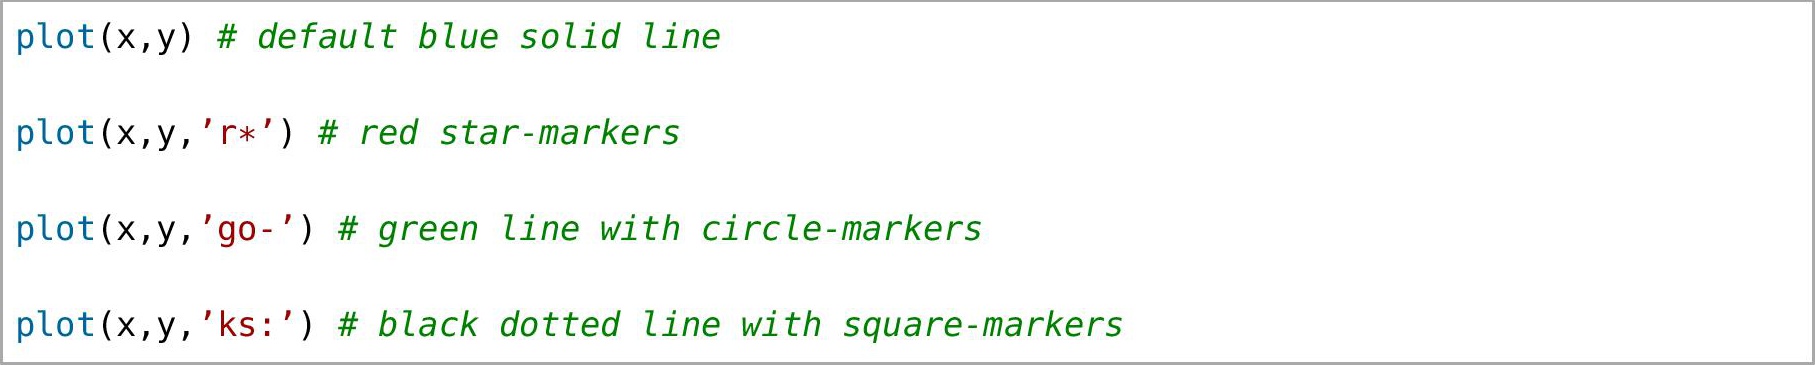 plot(x,y) # default blue solid line
plot(x,y,’r*’) # red star-markers
plot(x,y,’go-’) # green line with circle-markers
plot(x,y,’ks:’) # black dotted line with square-markers